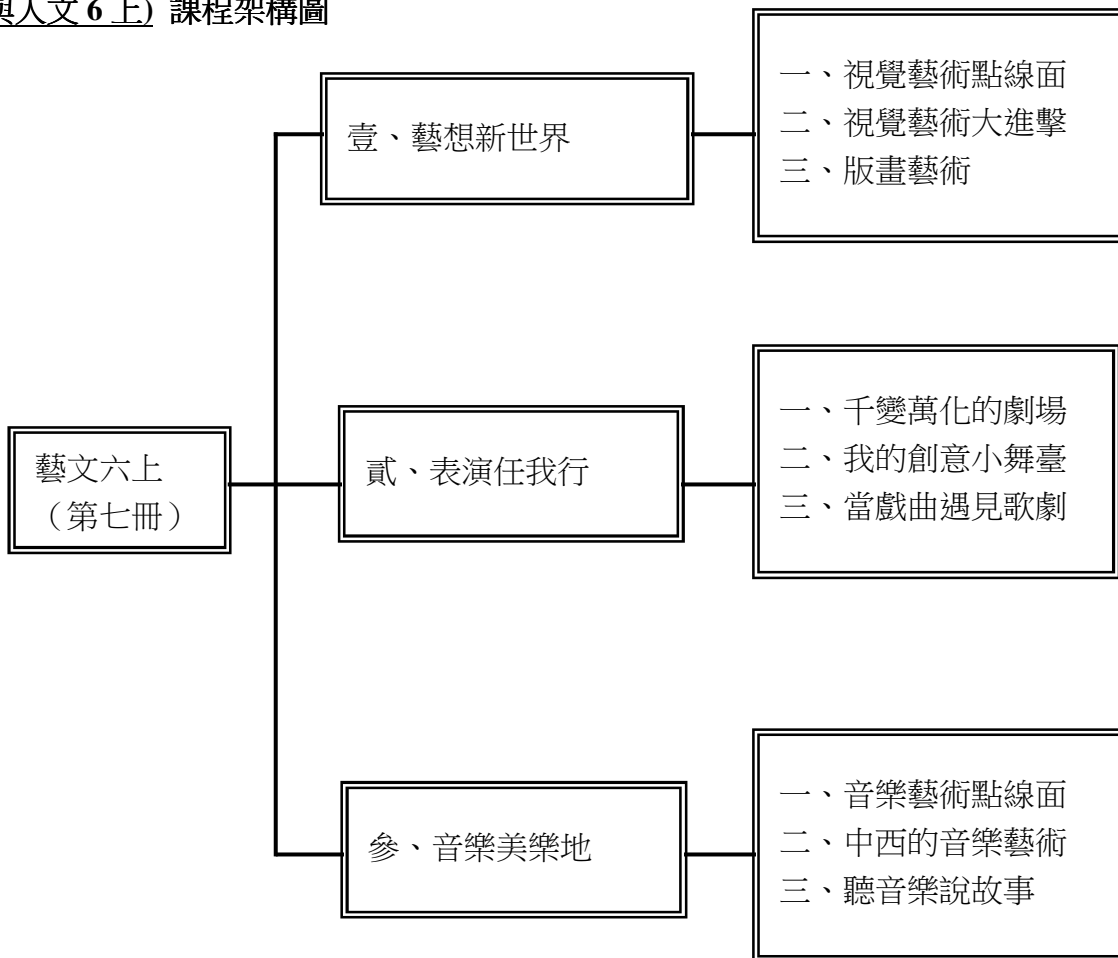 與人文 6 上) 課程架構圖
一、視覺藝術點線面
二、視覺藝術大進擊
三、版畫藝術
壹、藝想新世界
一、千變萬化的劇場
二、我的創意小舞臺
三、當戲曲遇見歌劇
貳、表演任我行
藝文六上
（第七冊）
一、音樂藝術點線面
二、中西的音樂藝術
三、聽音樂說故事
參、音樂美樂地